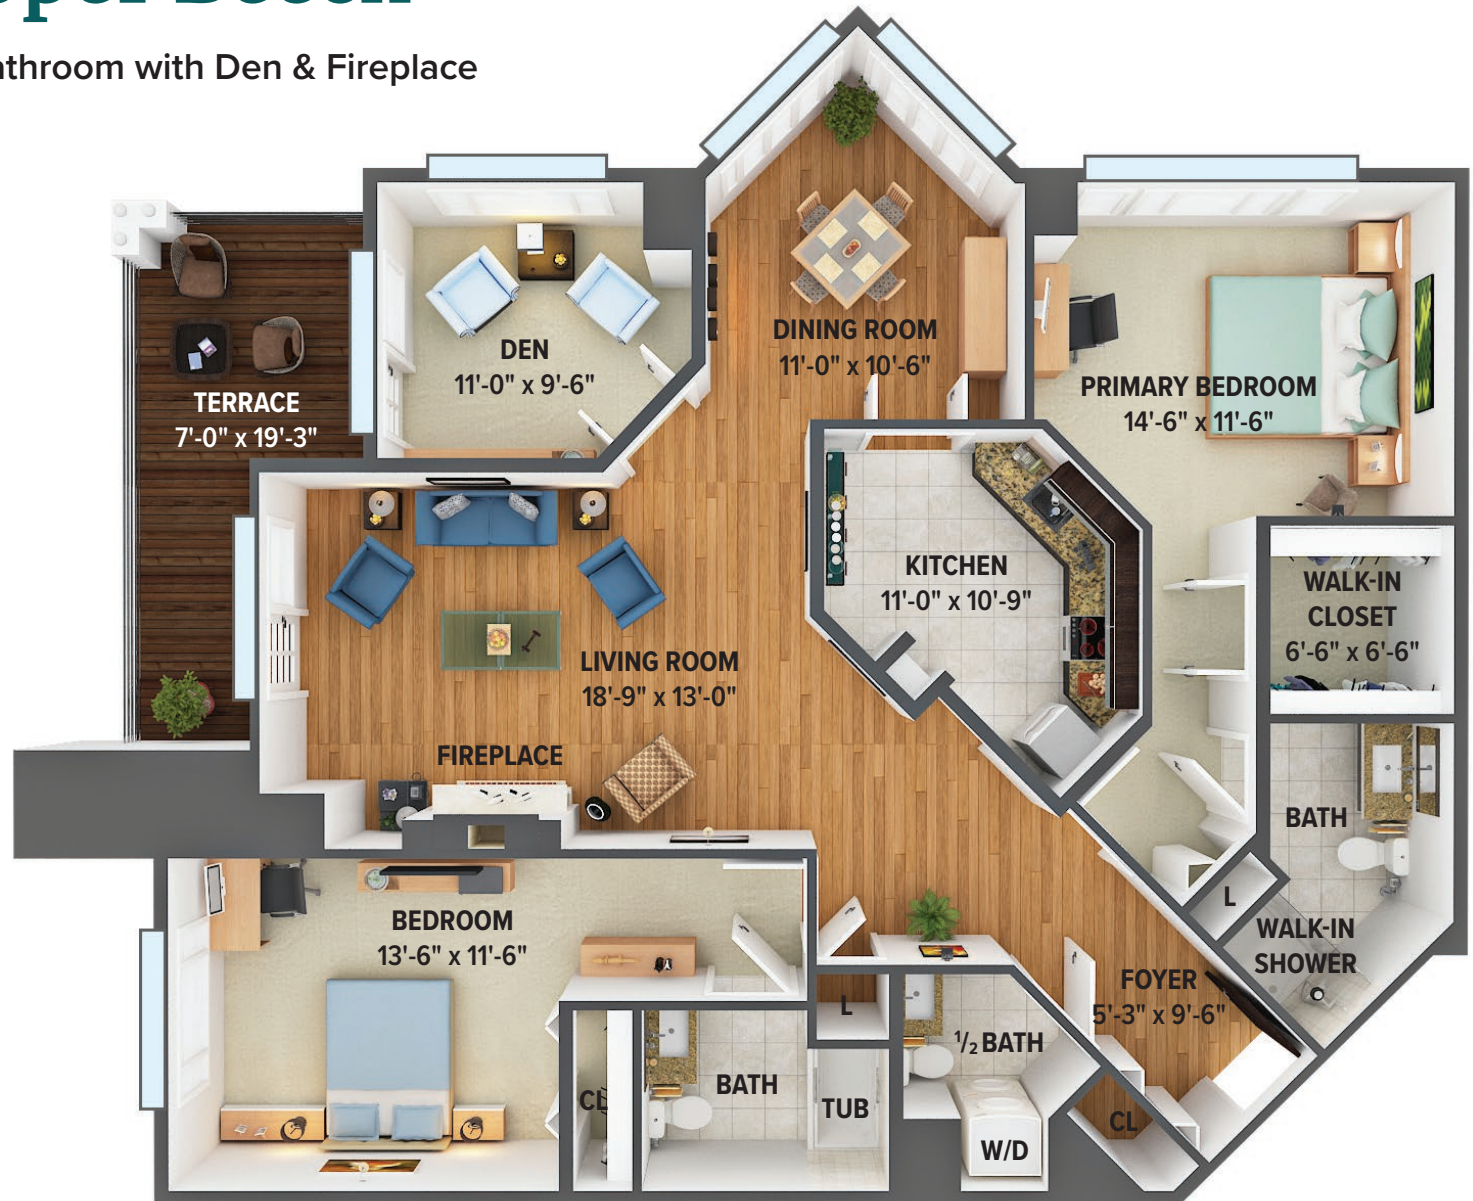 with Den & Fireplace
DEN
11'-0" x 9'-6"
DINING ROOM
11'-0" x 10'-6"
TERRACE
7'-0" x 19'-3"
PRIMARY BEDROOM
14'-6" x 11'-6"
KITCHEN
11'-0" x 10'-9"
WALK-IN
CLOSET
6'-6" x 6'-6"
LIVING ROOM
18'-9" x 13'-0"
FIREPLACE
BATH
L
WALK-IN
SHOWER
BEDROOM
13'-6" x 11'-6"
FOYER
5'-3" x 9'-6"
L
1/2 BATH
BATH
CL
TUB
CL
W/D